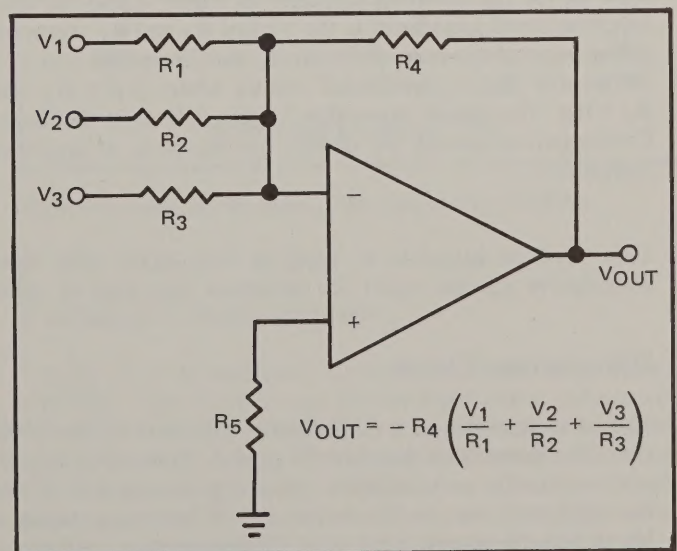 V1
R1
R4
V2
R2
V3
R3
−
VOUT
+
R5
VOUT = − R4 (V1/R1 + V2/R2 + V3/R3)